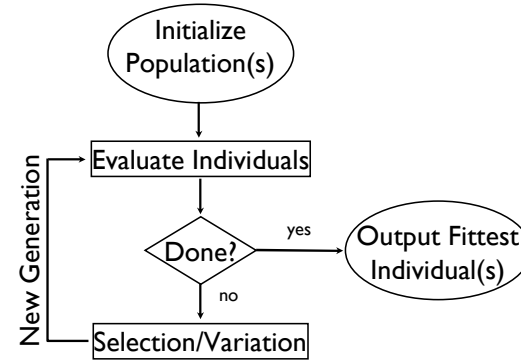 Initialize
Population(s)
Evaluate Individuals
New Generation
Done?
yes
Output Fittest
Individual(s)
no
Selection/Variation